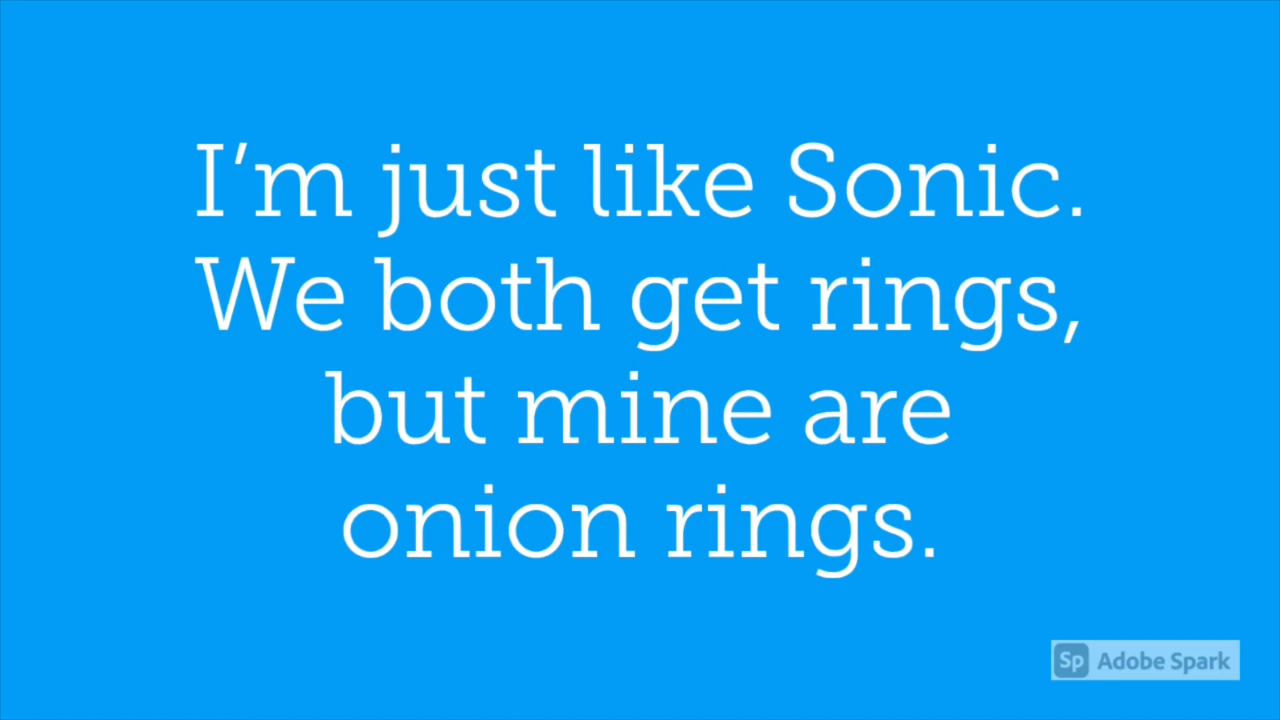 I’m just like Sonic.
We both get rings,
but mine are
onion rings.
Sp Adobe Spark